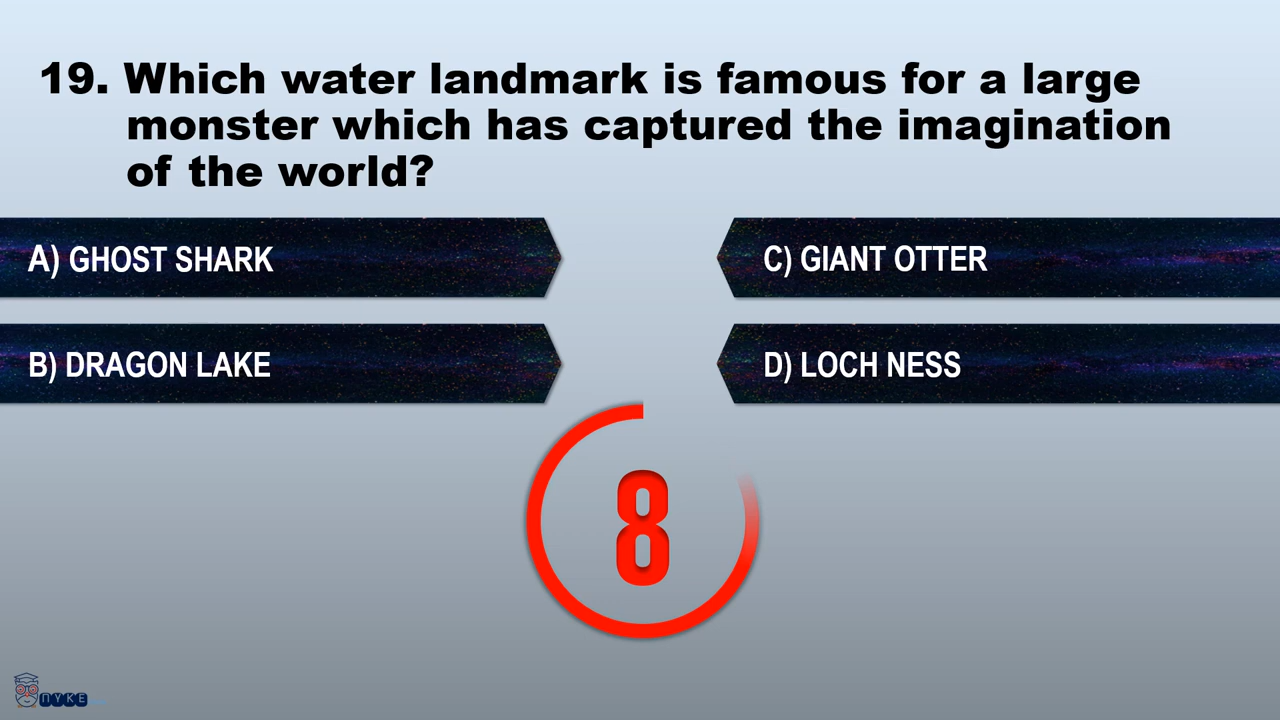 19. Which water landmark is famous for a large
monster which has captured the imagination
of the world?
A) GHOST SHARK
C) GIANT OTTER
B) DRAGON LAKE
D) LOCH NESS
8
NYKE